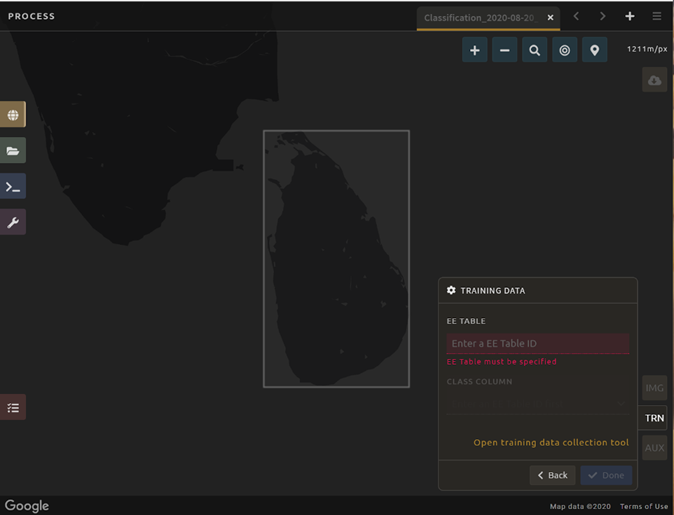 PROCESS
Classification_2020-08-20_
1211m/px
TRAINING DATA
EE TABLE
Enter a EE Table ID
EE Table must be specified
CLASS COLUMN
IMG
TRN
AUX
Open training data collection tool
Back
Done
Google
Map data ©2020
Terms of Use